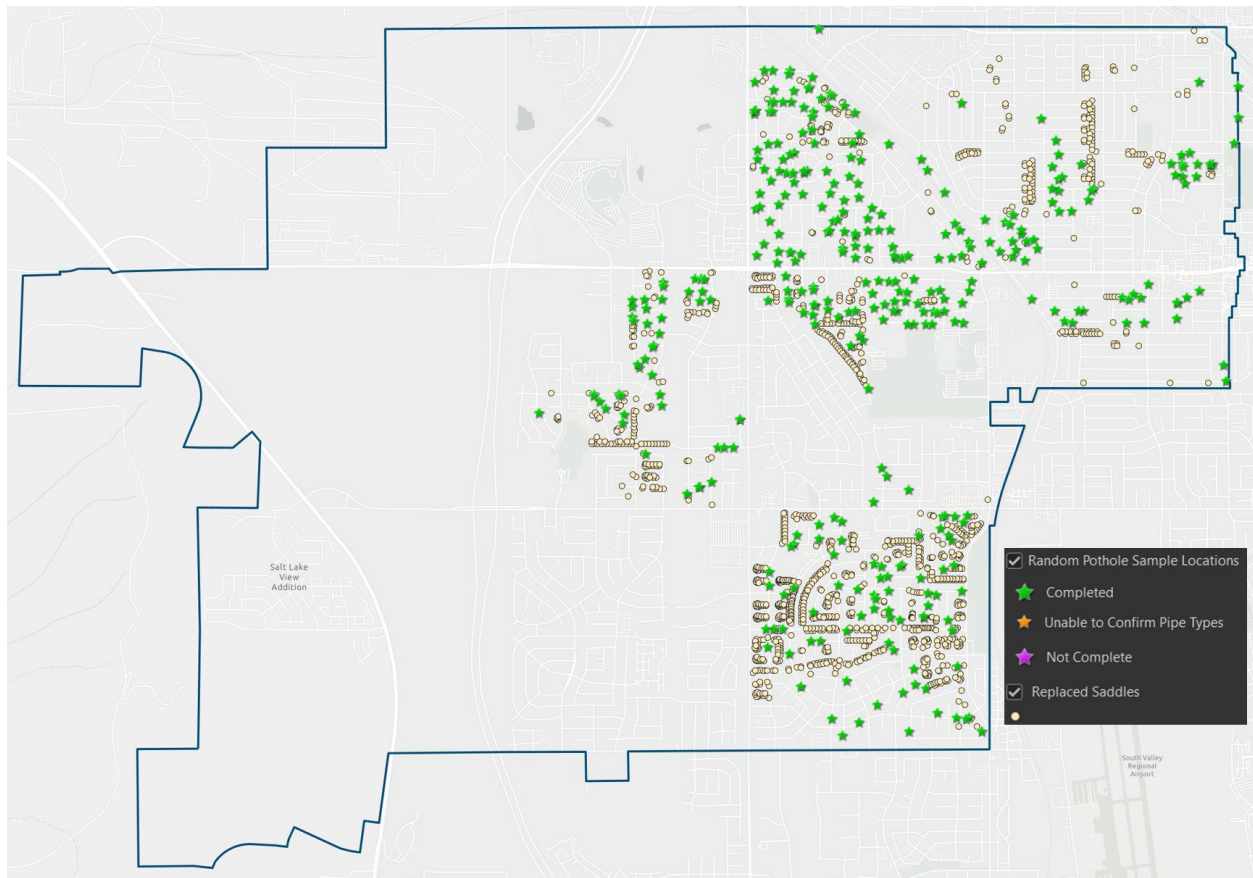 Salt Lake
View
Addition
Random Pothole Sample Locations
Completed
Unable to Confirm Pipe Types
Not Complete
Replaced Saddles
South Valley
Regional
Airport